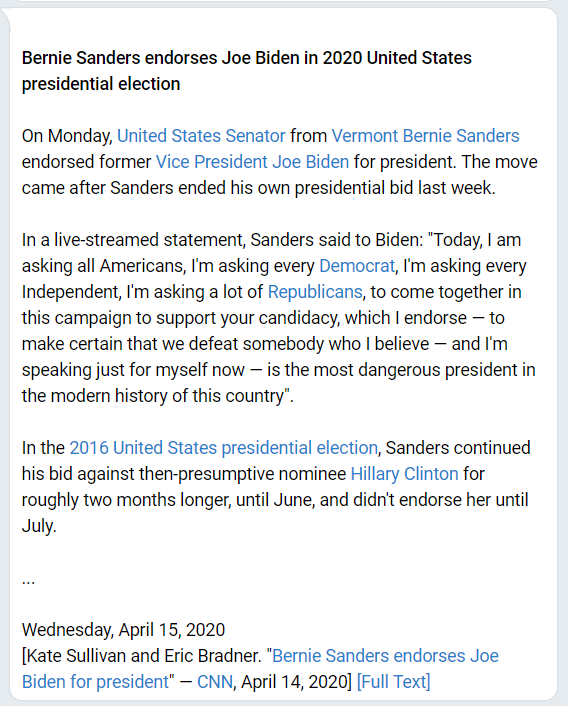 Bernie Sanders endorses Joe Biden in 2020 United States
presidential election
On Monday, United States Senator from Vermont Bernie Sanders
endorsed former Vice President Joe Biden for president. The move
came after Sanders ended his own presidential bid last week.
In a live-streamed statement, Sanders said to Biden: "Today, I am
asking all Americans, I'm asking every Democrat, I'm asking every
Independent, I'm asking a lot of Republicans, to come together in
this campaign to support your candidacy, which I endorse — to
make certain that we defeat somebody who I believe — and I'm
speaking just for myself now — is the most dangerous president in
the modern history of this country".
In the 2016 United States presidential election, Sanders continued
his bid against then-presumptive nominee Hillary Clinton for
roughly two months longer, until June, and didn't endorse her until
July.
...
Wednesday, April 15, 2020
[Kate Sullivan and Eric Bradner. "Bernie Sanders endorses Joe
Biden for president" — CNN, April 14, 2020] [Full Text]